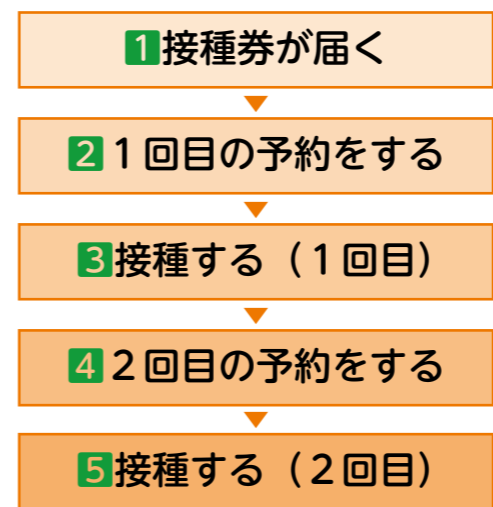 1接種券が届く
2１回目の予約をする
3接種する（１回目）
4２回目の予約をする
5接種する（２回目）